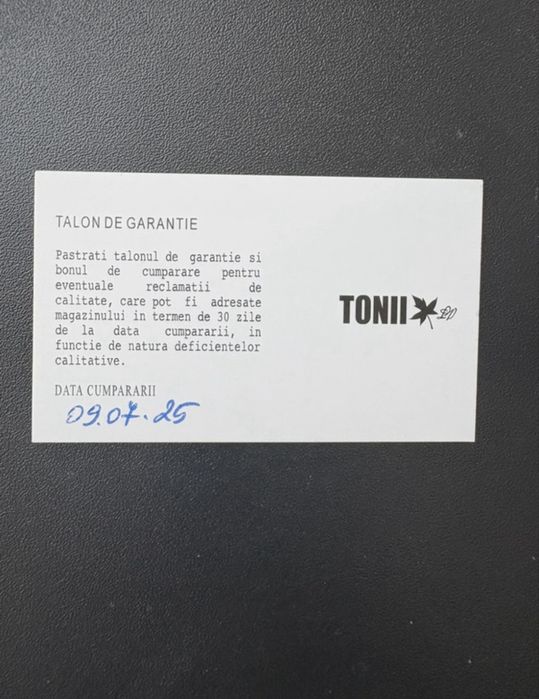 TALON DE GARANTIE
Pastrati talonul de garantie si
bonul de cumparare pentru
eventuale reclamatii de
calitate, care pot fi adresate
magazinului in termen de 30 zile
de la data cumpararii, in
functie de natura deficientelor
calitative.
DATA CUMPARARII
09.07.25
TONII